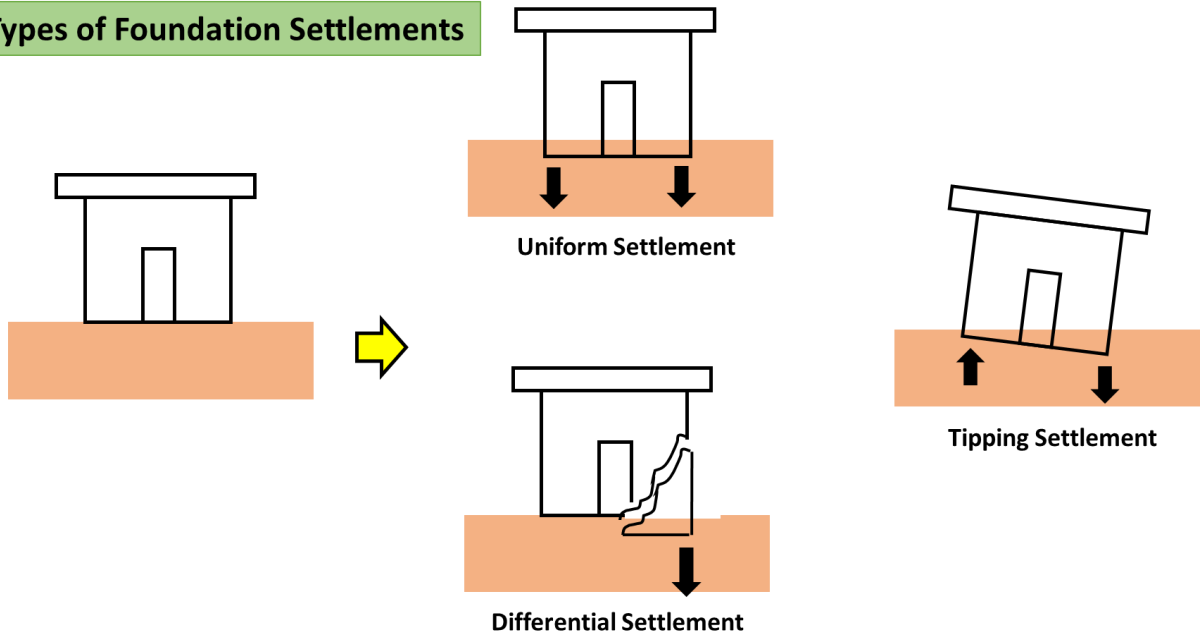 ypes of Foundation Settlements
Uniform Settlement
Tipping Settlement
Differential Settlement